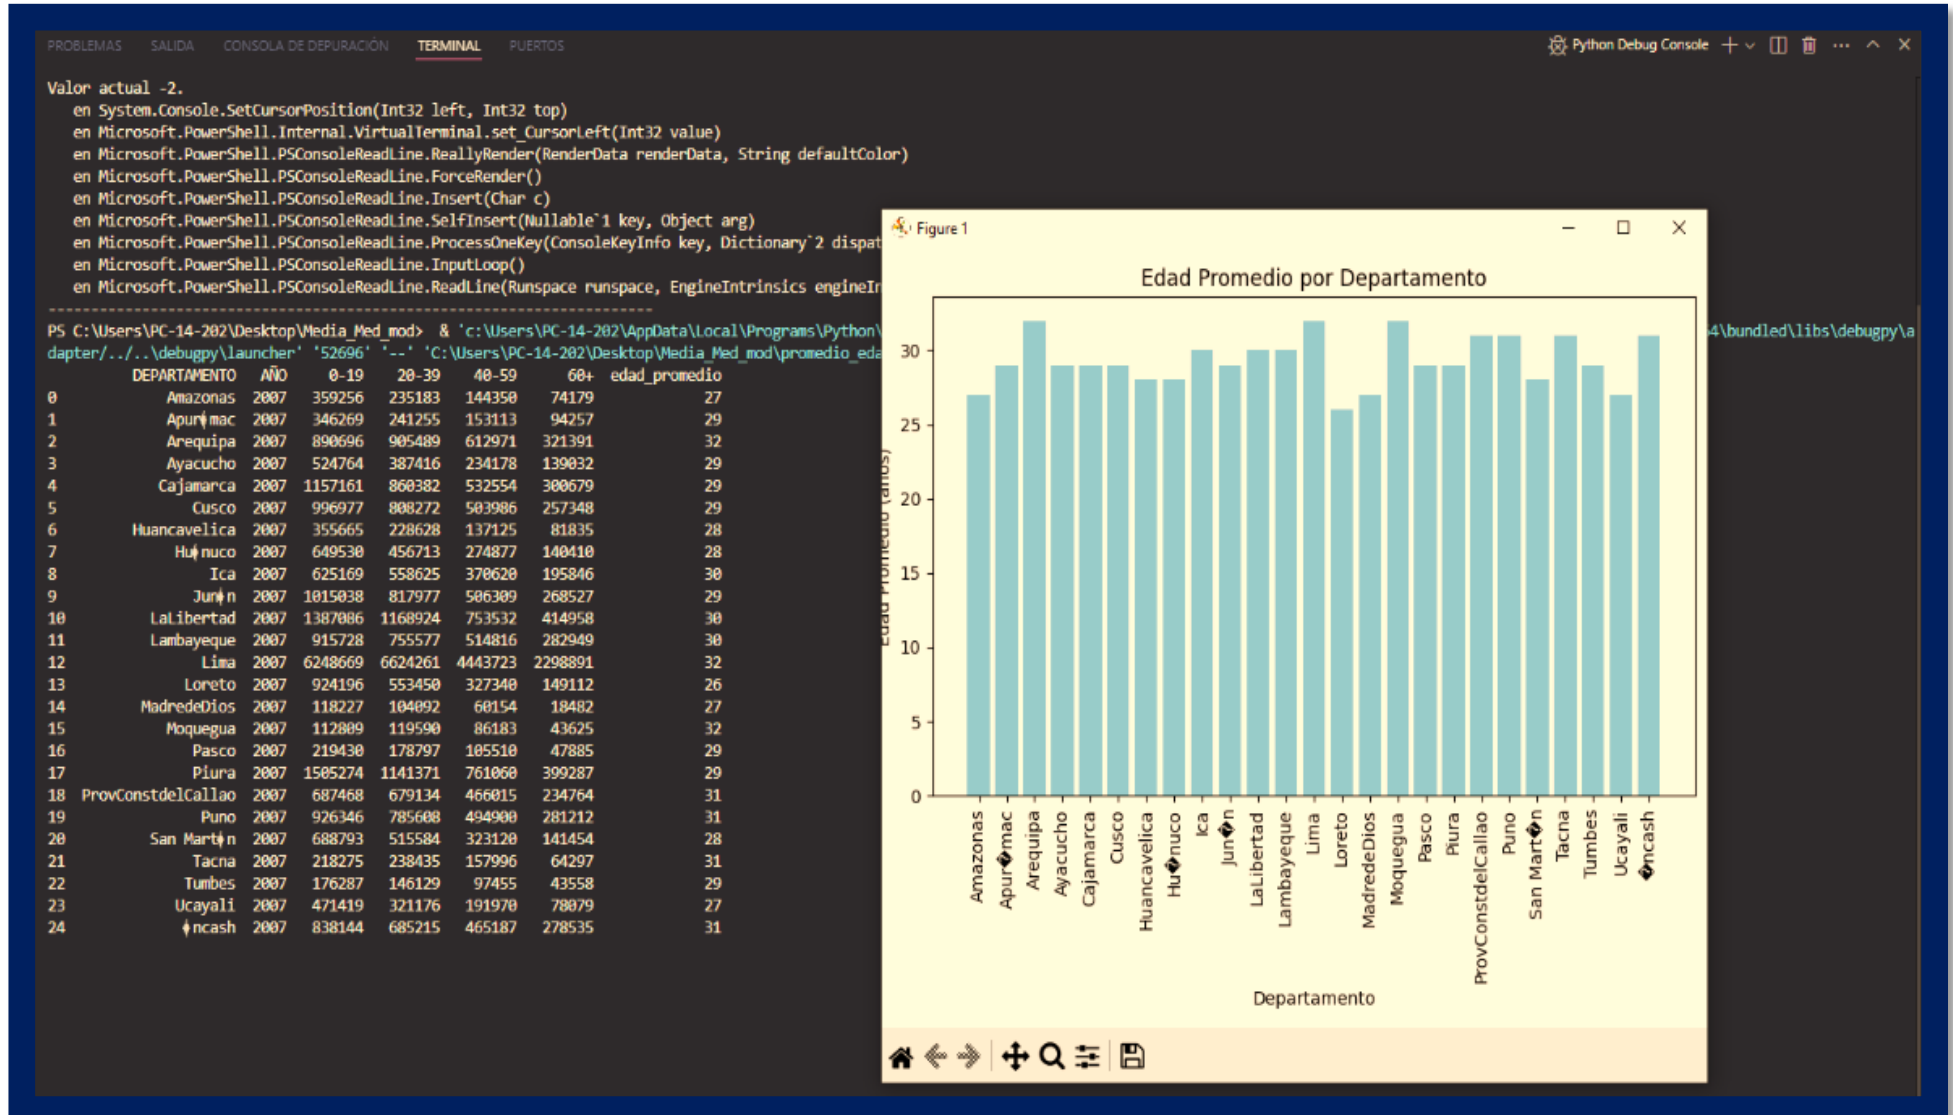 PROBLEMAS SALIDA CONSOLA DE DEPURACIÓN TERMINAL PUERTOS Python Debug Console
Valor actual -2.
en System.Console.SetCursorPosition(Int32 left, Int32 top)
en Microsoft.PowerShell.Internal.VirtualTerminal.set_CursorLeft(Int32 value)
en Microsoft.PowerShell.PSConsoleReadLine.ReallyRender(RenderData renderData, String defaultColor)
en Microsoft.PowerShell.PSConsoleReadLine.ForceRender()
en Microsoft.PowerShell.PSConsoleReadLine.Insert(Char c)
en Microsoft.PowerShell.PSConsoleReadLine.SelfInsert(Nullable`1 key, Object arg)
en Microsoft.PowerShell.PSConsoleReadLine.ProcessOneKey(ConsoleKeyInfo key, Dictionary`2 dispat
en Microsoft.PowerShell.PSConsoleReadLine.InputLoop()
en Microsoft.PowerShell.PSConsoleReadLine.ReadLine(Runspace runspace, EngineIntrinsics engineIn
-----------------------------------------------------------------------
PS C:\Users\PC-14-202\Desktop\Media_Med_mod> & 'c:\Users\PC-14-202\AppData\Local\Programs\Python\ 4\bundled\libs\debugpy\a
dapter/../..\debugpy\launcher' '52696' '--' 'C:\Users\PC-14-202\Desktop\Media_Med_mod\promedio_eda
DEPARTAMENTO AÑO 0-19 20-39 40-59 60+ edad_promedio
0 Amazonas 2007 359256 235183 144350 74179 27
1 Apur�mac 2007 346269 241255 153113 94257 29
2 Arequipa 2007 890696 905489 612971 321391 32
3 Ayacucho 2007 524764 387416 234178 139032 29
4 Cajamarca 2007 1157161 860382 532554 300679 29
5 Cusco 2007 996977 808272 503986 257348 29
6 Huancavelica 2007 355665 228628 137125 81835 28
7 Hu�nuco 2007 649530 456713 274877 140410 28
8 Ica 2007 625169 558625 370620 195846 30
9 Jun�n 2007 1015038 817977 506309 268527 29
10 LaLibertad 2007 1387086 1168924 753532 414958 30
11 Lambayeque 2007 915728 755577 514816 282949 30
12 Lima 2007 6248669 6624261 4443723 2298891 32
13 Loreto 2007 924196 553450 327340 149112 26
14 MadredeDios 2007 118227 104092 60154 18482 27
15 Moquegua 2007 112809 119590 86183 43625 32
16 Pasco 2007 219430 178797 105510 47885 29
17 Piura 2007 1505274 1141371 761060 399287 29
18 ProvConstdelCallao 2007 687468 679134 466015 234764 31
19 Puno 2007 926346 785608 494900 281212 31
20 San Mart�n 2007 688793 515584 323120 141454 28
21 Tacna 2007 218275 238435 157996 64297 31
22 Tumbes 2007 176287 146129 97455 43558 29
23 Ucayali 2007 471419 321176 191970 78079 27
24 �ncash 2007 838144 685215 465187 278535 31
Figure 1
Edad Promedio por Departamento
Edad Promedio (años)
30
25
20
15
10
5
0
Amazonas
Apur�mac
Arequipa
Ayacucho
Cajamarca
Cusco
Huancavelica
Hu�nuco
Ica
Jun�n
LaLibertad
Lambayeque
Lima
Loreto
MadredeDios
Moquegua
Pasco
Piura
ProvConstdelCallao
Puno
San Mart�n
Tacna
Tumbes
Ucayali
�ncash
Departamento